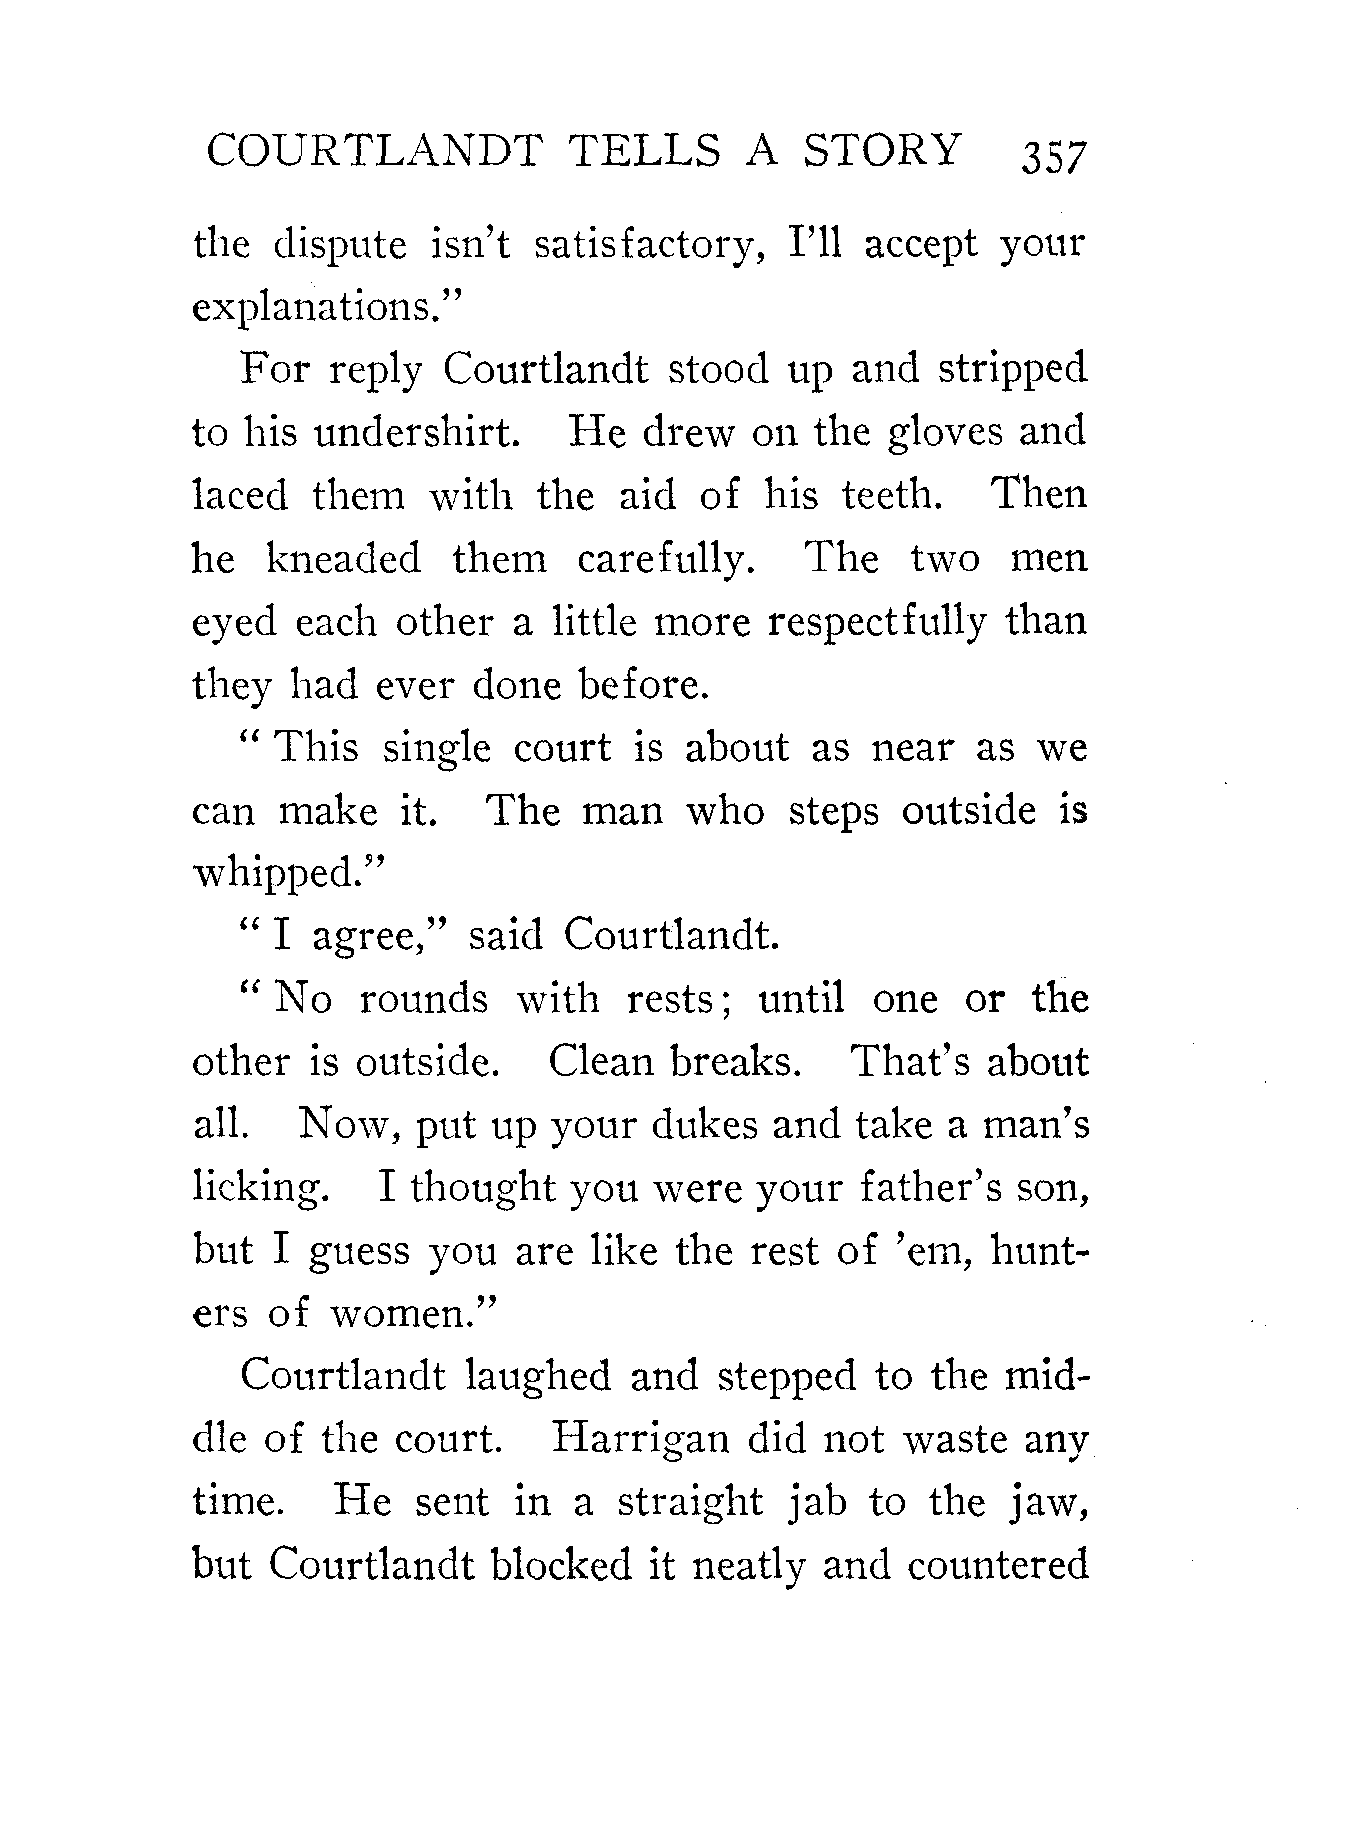 COURTLANDT TELLS A STORY 357
the dispute isn't satisfactory, I'll accept your
explanations."
For reply Courtlandt stood up and stripped
to his undershirt. He drew on the gloves and
laced them with the aid of his teeth. Then
he kneaded them carefully. The two men
eyed each other a little more respectfully than
they had ever done before.
"This single court is about as near as we
can make it. The man who steps outside is
whipped."
"I agree," said Courtlandt.
"No rounds with rests; until one or the
other is outside. Clean breaks. That's about
all. Now, put up your dukes and take a man's
licking. I thought you were your father's son,
but I guess you are like the rest of 'em, hunt-
ers of women."
Courtlandt laughed and stepped to the mid-
dle of the court. Harrigan did not waste any
time. He sent in a straight jab to the jaw,
but Courtlandt blocked it neatly and countered